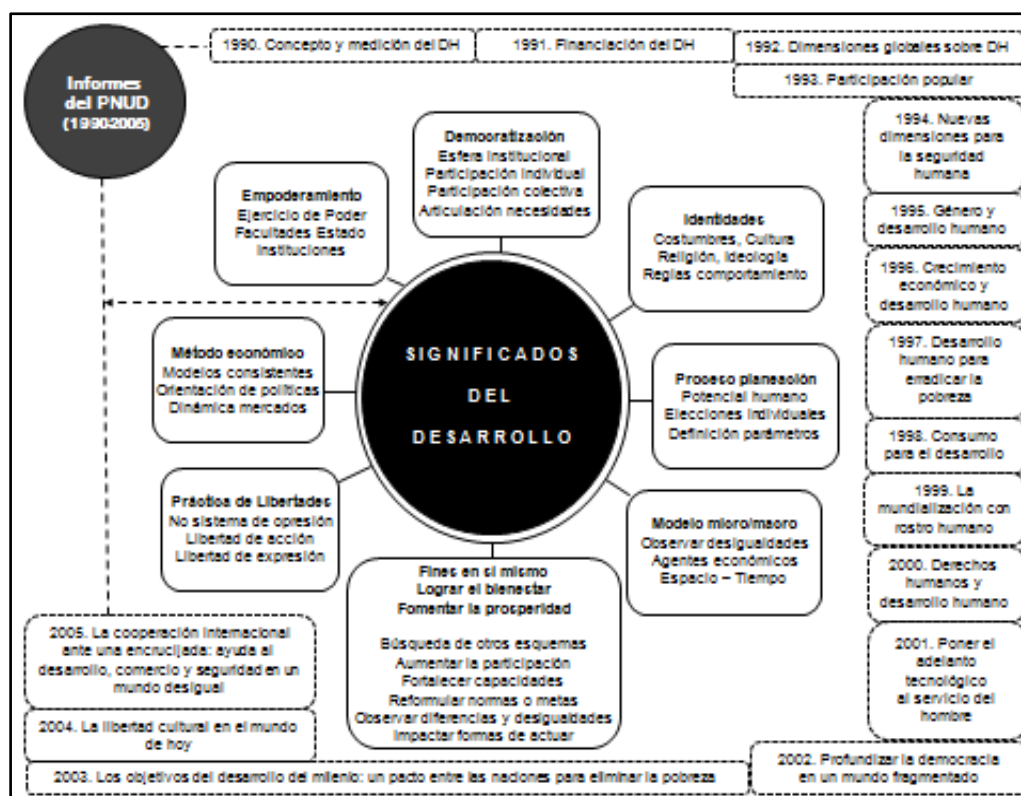 Informes
del PNUD
(1990-2005)
1990. Concepto y medición del DH
1991. Financiación del DH
1992. Dimensiones globales sobre DH
1993. Participación popular
1994. Nuevas
dimensiones para
la seguridad
humana
1995. Género y
desarrollo humano
1996. Crecimiento
económico y
desarrollo humano
1997. Desarrollo
humano para
erradicar la
pobreza
1998. Consumo
para el desarrollo
1999. La
mundialización con
rostro humano
2000. Derechos
humanos y
desarrollo humano
2001. Poner el
adelanto
tecnológico
al servicio del
hombre
2002. Profundizar la democracia
en un mundo fragmentado
2003. Los objetivos del desarrollo del milenio: un pacto entre las naciones para eliminar la pobreza
2004. La libertad cultural en el mundo
de hoy
2005. La cooperación internacional
ante una encrucijada: ayuda al
desarrollo, comercio y seguridad en un
mundo desigual
SIGNIFICADOS
DEL
DESARROLLO
Democratización
Esfera institucional
Participación individual
Participación colectiva
Articulación necesidades
Identidades
Costumbres, Cultura
Religión, Ideología
Reglas comportamiento
Proceso planeación
Potencial humano
Elecciones individuales
Definición parámetros
Modelo micro/macro
Observar desigualdades
Agentes económicos
Espacio – Tiempo
Fines en si mismo
Lograr el bienestar
Fomentar la prosperidad
Búsqueda de otros esquemas
Aumentar la participación
Fortalecer capacidades
Reformular normas o metas
Observar diferencias y desigualdades
Impactar formas de actuar
Práctica de Libertades
No sistema de opresión
Libertad de acción
Libertad de expresión
Método económico
Modelos consistentes
Orientación de políticas
Dinámica mercados
Empoderamiento
Ejercicio de Poder
Facultades Estado
Instituciones